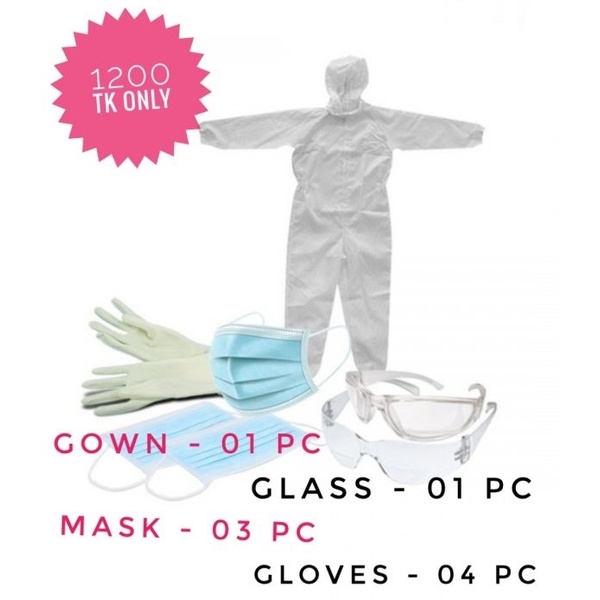 1200
TK ONLY
GOWN - 01 PC
GLASS - 01 PC
MASK - 03 PC
GLOVES - 04 PC